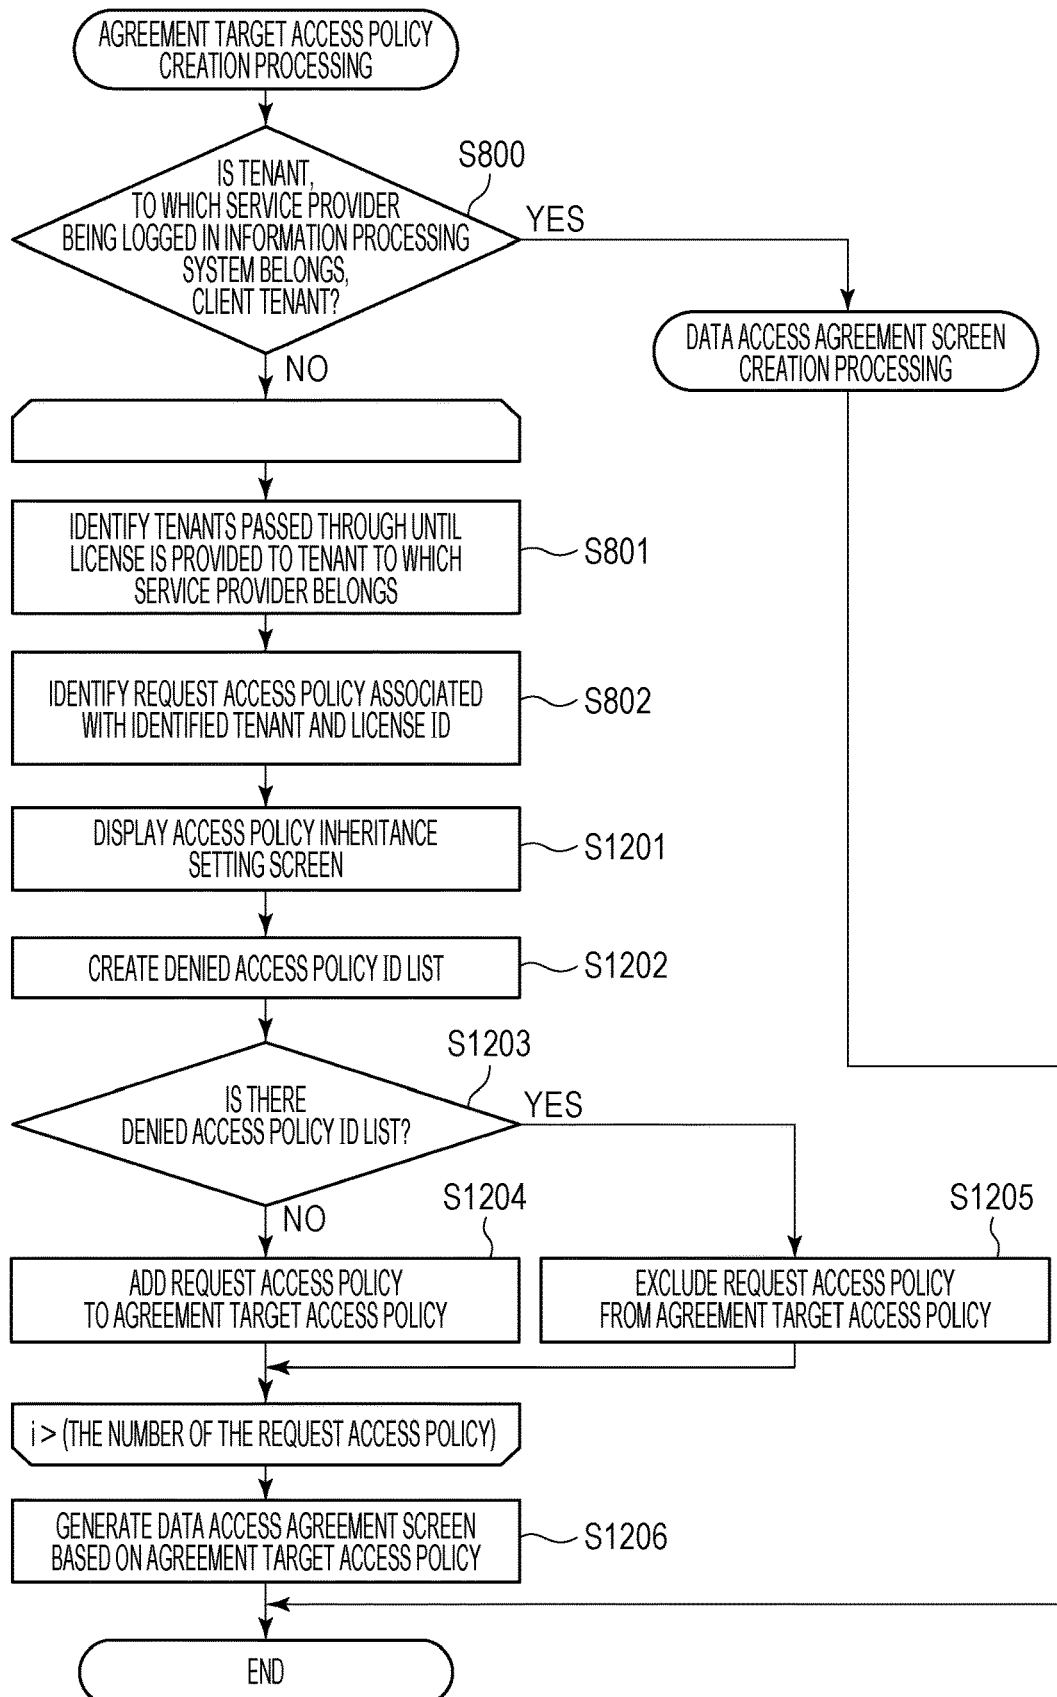 AGREEMENT TARGET ACCESS POLICY
CREATION PROCESSING
S800
IS TENANT,
TO WHICH SERVICE PROVIDER
BEING LOGGED IN INFORMATION PROCESSING
SYSTEM BELONGS,
CLIENT TENANT?
YES
NO
DATA ACCESS AGREEMENT SCREEN
CREATION PROCESSING
IDENTIFY TENANTS PASSED THROUGH UNTIL
LICENSE IS PROVIDED TO TENANT TO WHICH
SERVICE PROVIDER BELONGS
S801
IDENTIFY REQUEST ACCESS POLICY ASSOCIATED
WITH IDENTIFIED TENANT AND LICENSE ID
S802
DISPLAY ACCESS POLICY INHERITANCE
SETTING SCREEN
S1201
CREATE DENIED ACCESS POLICY ID LIST
S1202
S1203
IS THERE
DENIED ACCESS POLICY ID LIST?
YES
NO
S1204
ADD REQUEST ACCESS POLICY
TO AGREEMENT TARGET ACCESS POLICY
S1205
EXCLUDE REQUEST ACCESS POLICY
FROM AGREEMENT TARGET ACCESS POLICY
i > (THE NUMBER OF THE REQUEST ACCESS POLICY)
GENERATE DATA ACCESS AGREEMENT SCREEN
BASED ON AGREEMENT TARGET ACCESS POLICY
S1206
END